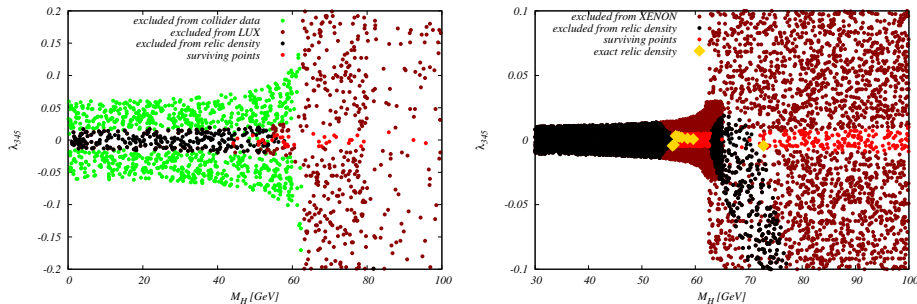 excluded from collider data
excluded from LUX
excluded from relic density
surviving points
0.2
0.15
0.1
0.05
0
-0.05
-0.1
-0.15
-0.2
λ345
0 20 40 60 80 100
M_H [GeV]
excluded from XENON
excluded from relic density
surviving points
exact relic density
0.1
0.05
0
-0.05
-0.1
λ345
30 40 50 60 70 80 90 100
M_H [GeV]